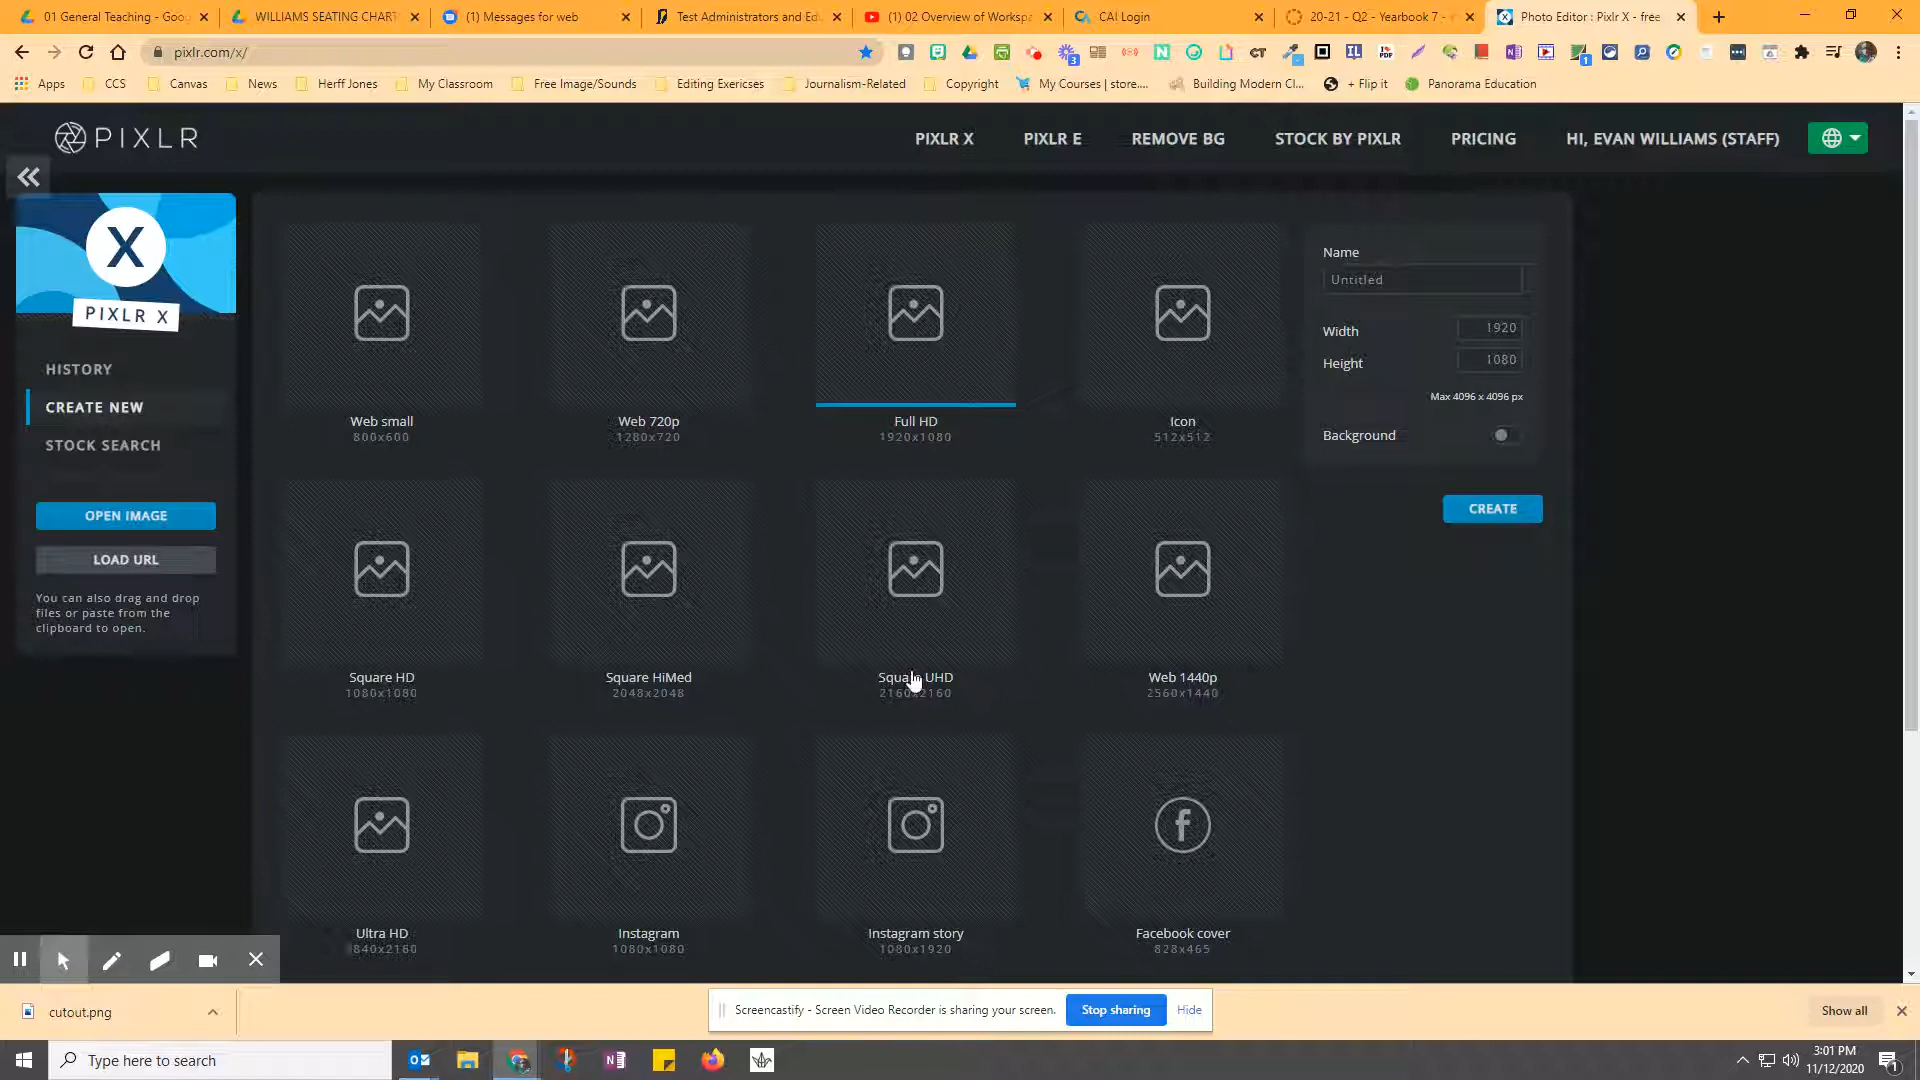 01 General Teaching - Goo
WILLIAMS SEATING CHART
(1) Messages for web
Test Administrators and Ed
(1) 02 Overview of Workspa
CAI Login
20-21 - Q2 - Yearbook 7 -
Photo Editor : Pixlr X - free
pixlr.com/x/
Apps
CCS
Canvas
News
Herff Jones
My Classroom
Free Image/Sounds
Editing Exericses
Journalism-Related
Copyright
My Courses | store....
Building Modern Cl...
+ Flip it
Panorama Education
PIXLR
PIXLR X
PIXLR E
REMOVE BG
STOCK BY PIXLR
PRICING
HI, EVAN WILLIAMS (STAFF)
X
PIXLR X
HISTORY
CREATE NEW
STOCK SEARCH
OPEN IMAGE
LOAD URL
You can also drag and drop
files or paste from the
clipboard to open.
Web small
800x600
Web 720p
1280x720
Full HD
1920x1080
Icon
512x512
Name
Untitled
Width
1920
Height
1080
Max 4096 x 4096 px
Background
CREATE
Square HD
1080x1080
Square HiMed
2048x2048
Square UHD
2160x2160
Web 1440p
2560x1440
Ultra HD
3840x2160
Instagram
1080x1080
Instagram story
1080x1920
Facebook cover
828x465
cutout.png
Screencastify - Screen Video Recorder is sharing your screen.
Stop sharing
Hide
Show all
Type here to search
3:01 PM
11/12/2020